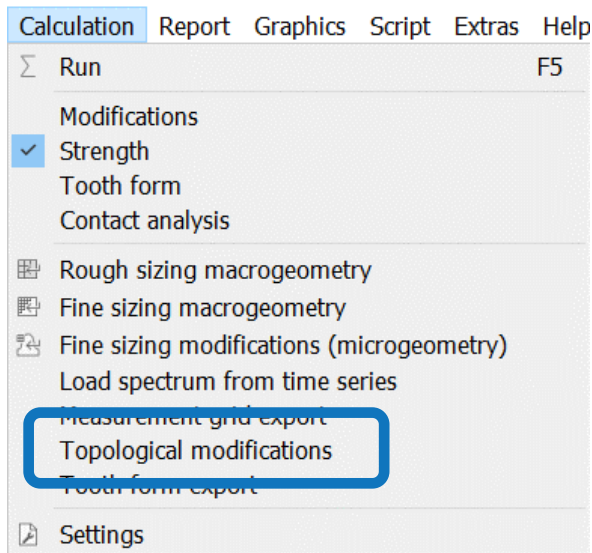 Calculation Report Graphics Script Extras Help
Run F5
Modifications
Strength
Tooth form
Contact analysis
Rough sizing macrogeometry
Fine sizing macrogeometry
Fine sizing modifications (microgeometry)
Load spectrum from time series
Measurement grid export
Topological modifications
Tooth form export
Settings